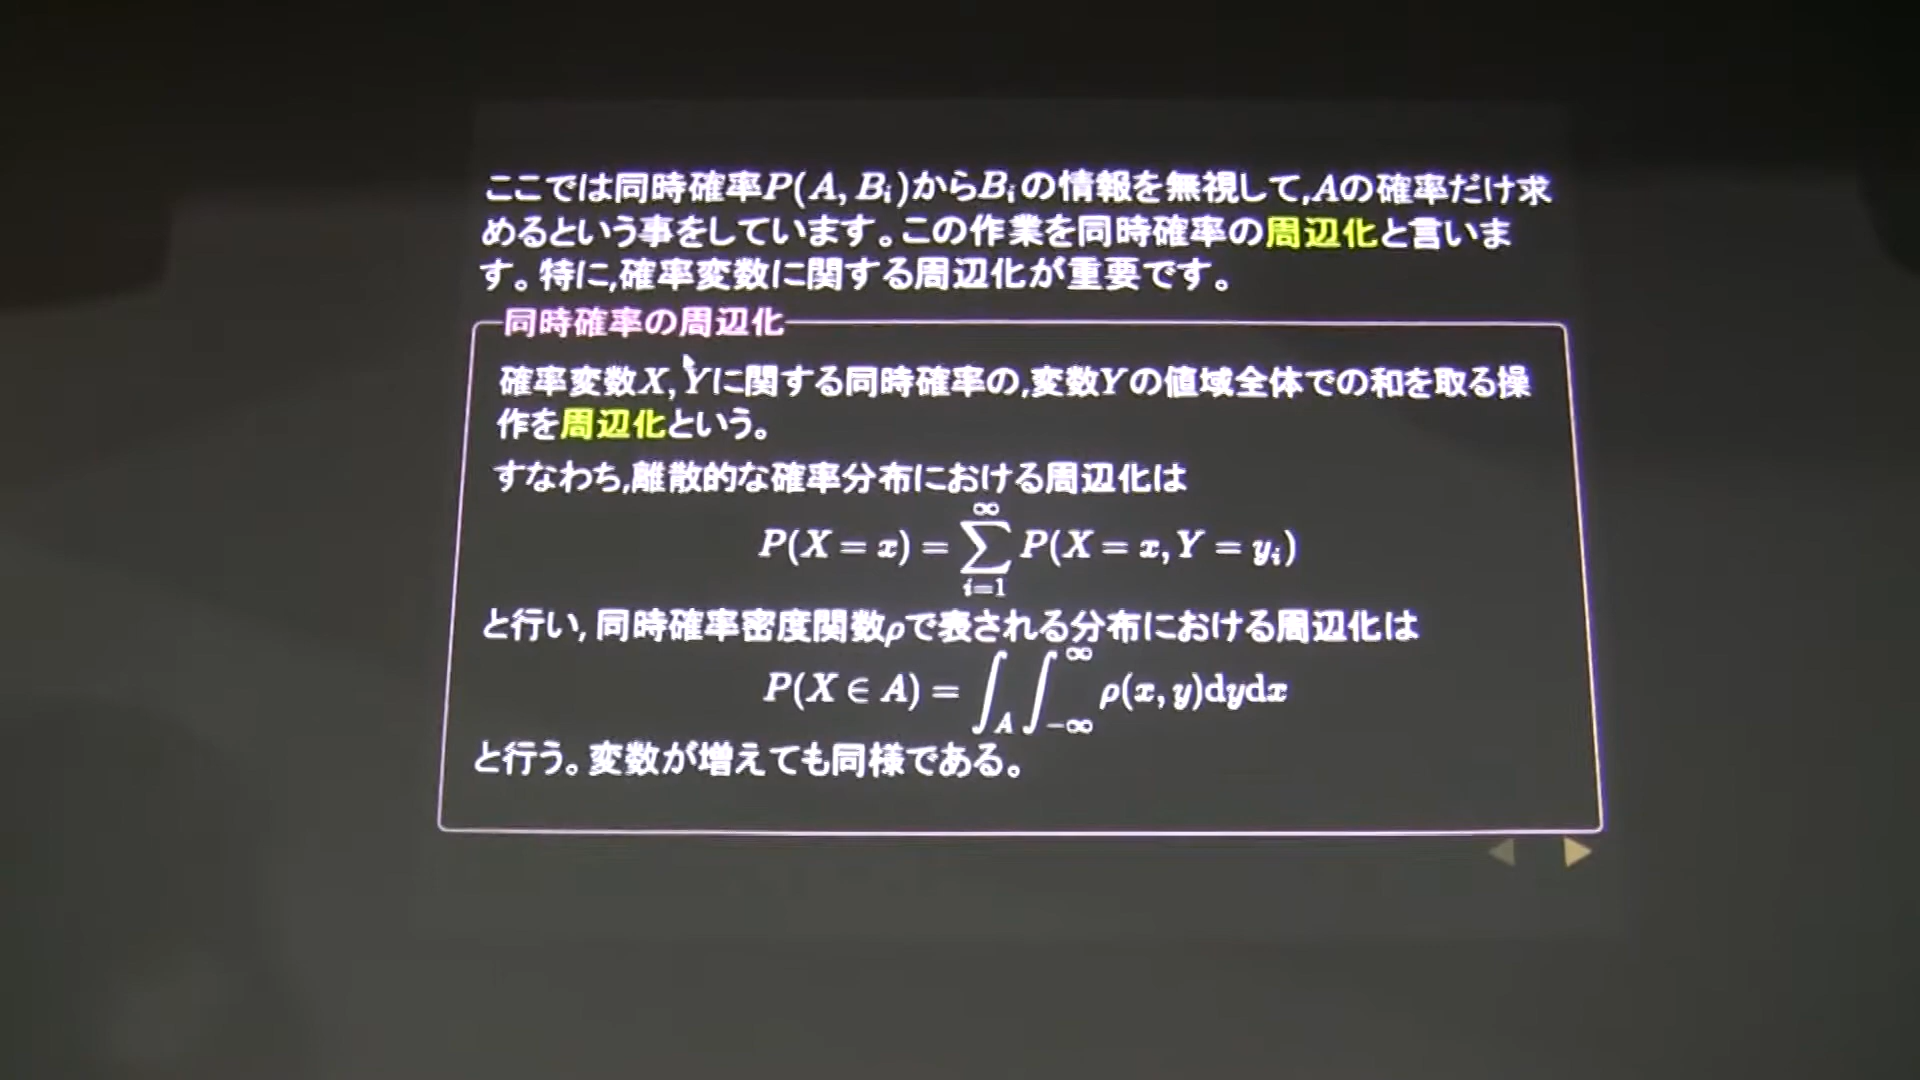 ここでは同時確率P(A, B_i)からB_iの情報を無視して,Aの確率だけ求
めるという事をしています。この作業を同時確率の周辺化と言いま
す。特に,確率変数に関する周辺化が重要です。
同時確率の周辺化
確率変数X, Yに関する同時確率の,変数Yの値域全体での和を取る操
作を周辺化という。
すなわち,離散的な確率分布における周辺化は
P(X = x) = ∑_{i=1}^{∞} P(X = x, Y = y_i)
と行い, 同時確率密度関数ρで表される分布における周辺化は
P(X ∈ A) = ∫_A ∫_{-∞}^{∞} ρ(x, y)dydx
と行う。変数が増えても同様である。